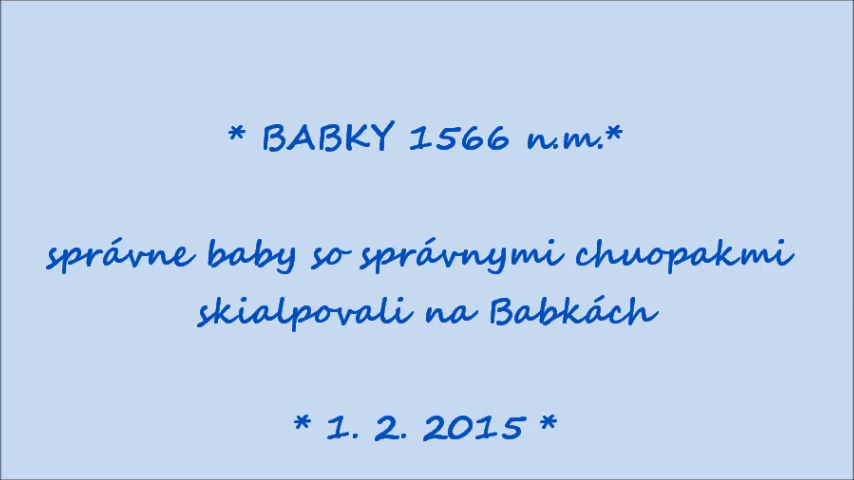 * BABKY 1566 n.m.*
správne baby so správnymi chuopakmi
skialpovali na Babkách
* 1. 2. 2015 *